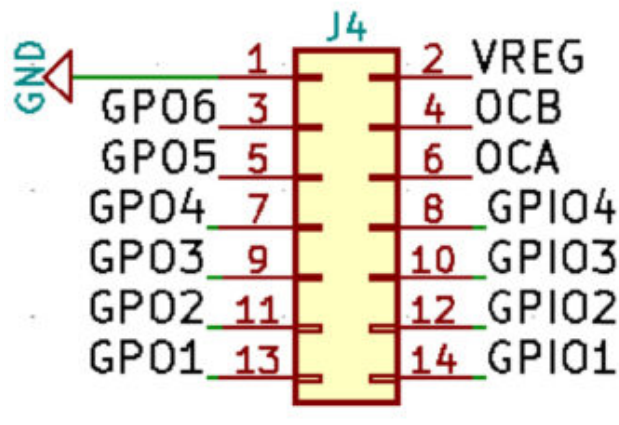 J4
GND 1 2 VREG
GPO6 3 4 OCB
GPO5 5 6 OCA
GPO4 7 8 GPIO4
GPO3 9 10 GPIO3
GPO2 11 12 GPIO2
GPO1 13 14 GPIO1